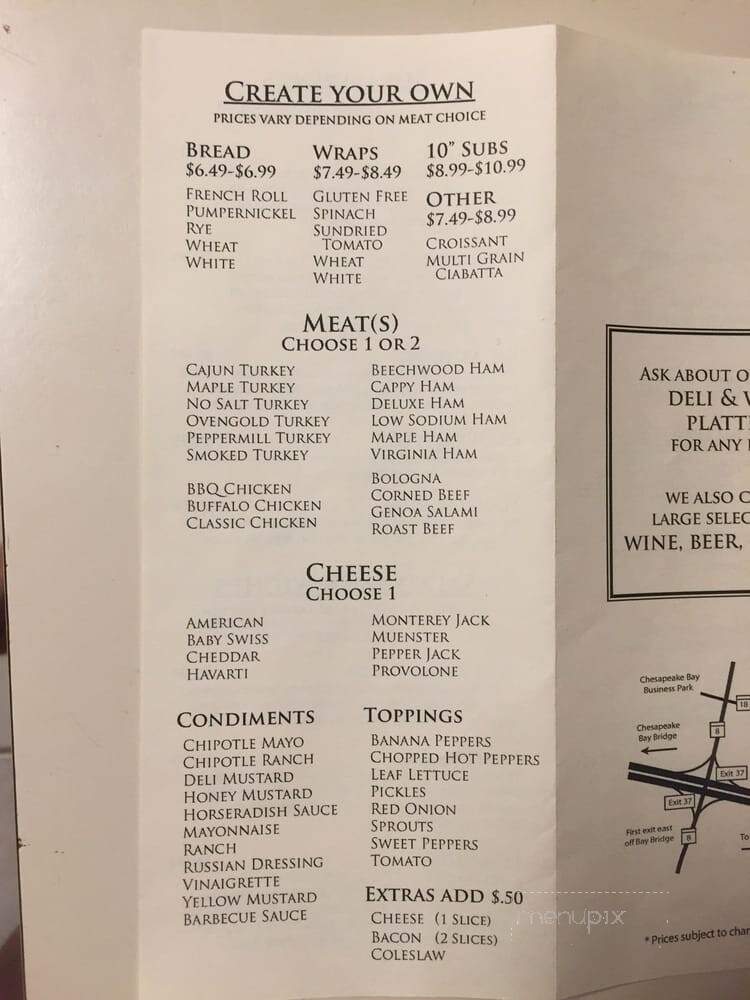 CREATE YOUR OWN
PRICES VARY DEPENDING ON MEAT CHOICE
BREAD
$6.49-$6.99
FRENCH ROLL
PUMPERNICKEL
RYE
WHEAT
WHITE
WRAPS
$7.49-$8.49
GLUTEN FREE
SPINACH
SUNDRIED
TOMATO
WHEAT
WHITE
10" SUBS
$8.99-$10.99
OTHER
$7.49-$8.99
CROISSANT
MULTI GRAIN
CIABATTA
MEAT(S)
CHOOSE 1 OR 2
CAJUN TURKEY
MAPLE TURKEY
NO SALT TURKEY
OVENGOLD TURKEY
PEPPERMILL TURKEY
SMOKED TURKEY
BBQ CHICKEN
BUFFALO CHICKEN
CLASSIC CHICKEN
BEECHWOOD HAM
CAPPY HAM
DELUXE HAM
LOW SODIUM HAM
MAPLE HAM
VIRGINIA HAM
BOLOGNA
CORNED BEEF
GENOA SALAMI
ROAST BEEF
CHEESE
CHOOSE 1
AMERICAN
BABY SWISS
CHEDDAR
HAVARTI
MONTEREY JACK
MUENSTER
PEPPER JACK
PROVOLONE
CONDIMENTS
CHIPOTLE MAYO
CHIPOTLE RANCH
DELI MUSTARD
HONEY MUSTARD
HORSERADISH SAUCE
MAYONNAISE
RANCH
RUSSIAN DRESSING
VINAIGRETTE
YELLOW MUSTARD
BARBECUE SAUCE
TOPPINGS
BANANA PEPPERS
CHOPPED HOT PEPPERS
LEAF LETTUCE
PICKLES
RED ONION
SPROUTS
SWEET PEPPERS
TOMATO
EXTRAS ADD $.50
CHEESE (1 SLICE)
BACON (2 SLICES)
COLESLAW
menupix
ASK ABOUT
DELI &
FOR ANY
WE ALSO
LARGE
WINE, BEER,
Chesapeake Bay
Business Park
18
8
Chesapeake
Bay Bridge
Exit 37
Exit 37
First exit east
off Bay Bridge
8
To
* Prices subject to